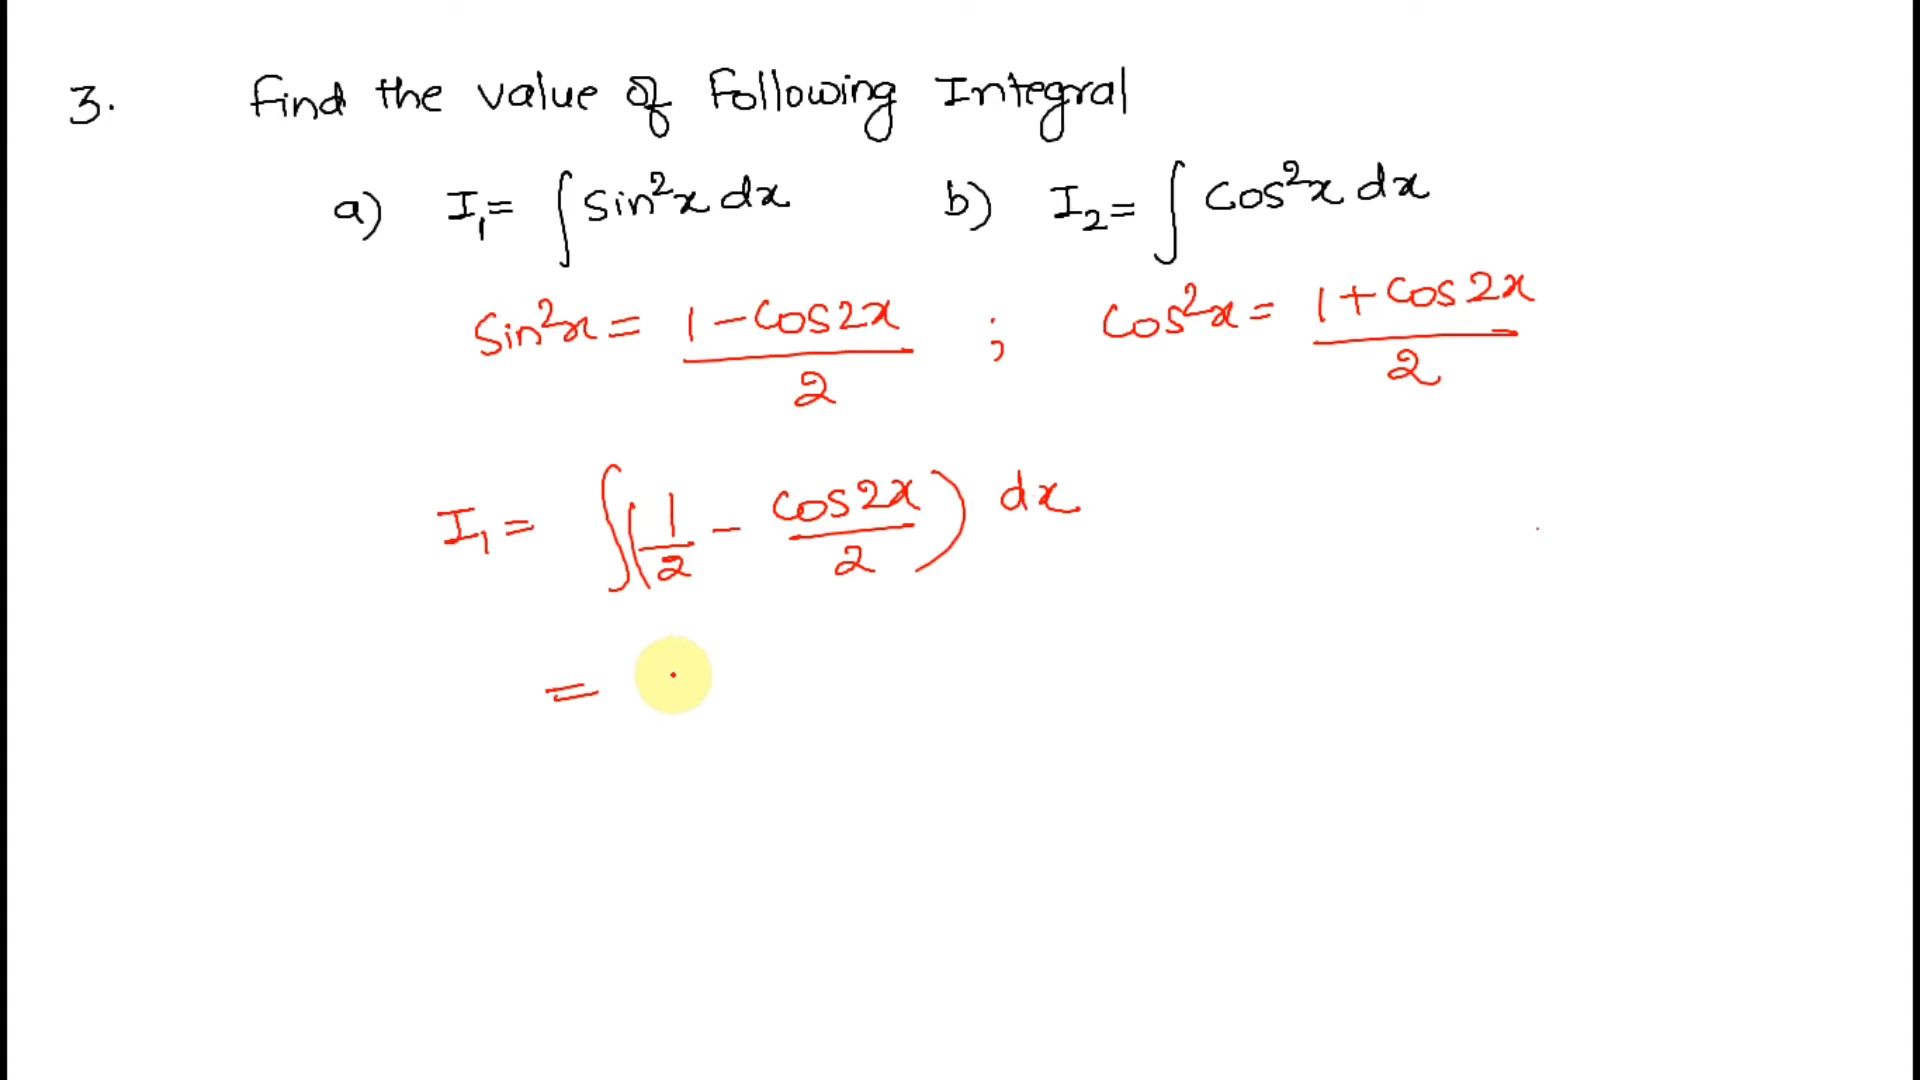 3. Find the value of Following Integral
a) I₁= ∫ Sin²x dx b) I₂= ∫ Cos²x dx
Sin²x = (1 - Cos2x)/2 ; Cos²x = (1 + Cos2x)/2
I₁ = ∫(1/2 - Cos2x/2) dx
=